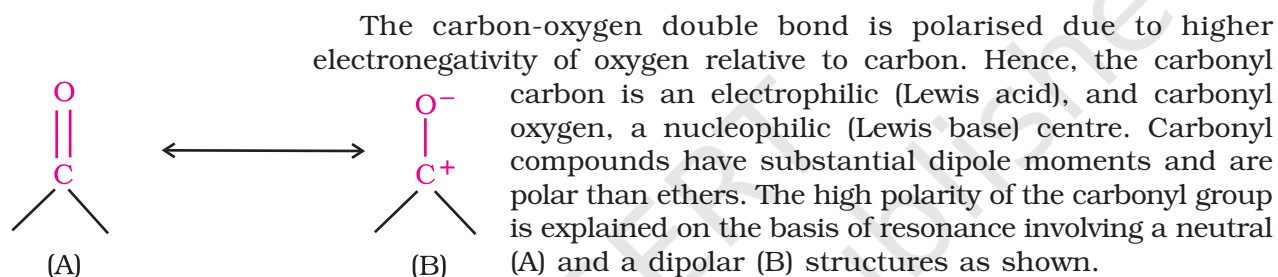 The carbon-oxygen double bond is polarised due to higher
electronegativity of oxygen relative to carbon. Hence, the carbonyl
carbon is an electrophilic (Lewis acid), and carbonyl
oxygen, a nucleophilic (Lewis base) centre. Carbonyl
compounds have substantial dipole moments and are
polar than ethers. The high polarity of the carbonyl group
is explained on the basis of resonance involving a neutral
(A) and a dipolar (B) structures as shown.
O
C
(A)
O–
C+
(B)